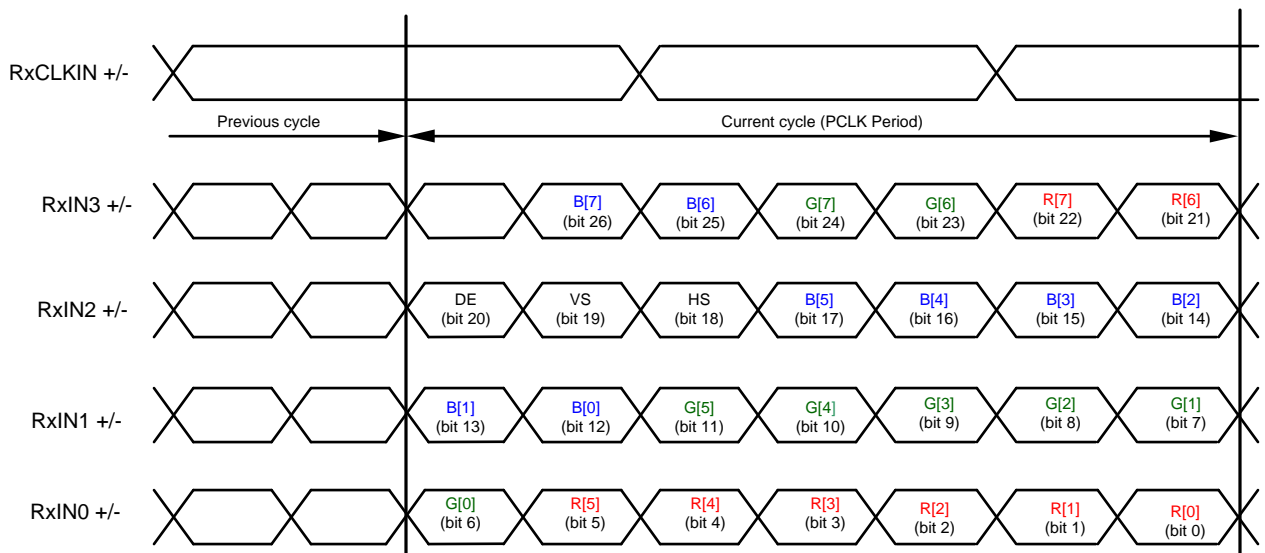 RxCLKIN +/-
Previous cycle
Current cycle (PCLK Period)
RxIN3 +/-
B[7] B[6] G[7] G[6] R[7] R[6]
(bit 26) (bit 25) (bit 24) (bit 23) (bit 22) (bit 21)
RxIN2 +/-
DE VS HS B[5] B[4] B[3] B[2]
(bit 20) (bit 19) (bit 18) (bit 17) (bit 16) (bit 15) (bit 14)
RxIN1 +/-
B[1] B[0] G[5] G[4] G[3] G[2] G[1]
(bit 13) (bit 12) (bit 11) (bit 10) (bit 9) (bit 8) (bit 7)
RxIN0 +/-
G[0] R[5] R[4] R[3] R[2] R[1] R[0]
(bit 6) (bit 5) (bit 4) (bit 3) (bit 2) (bit 1) (bit 0)